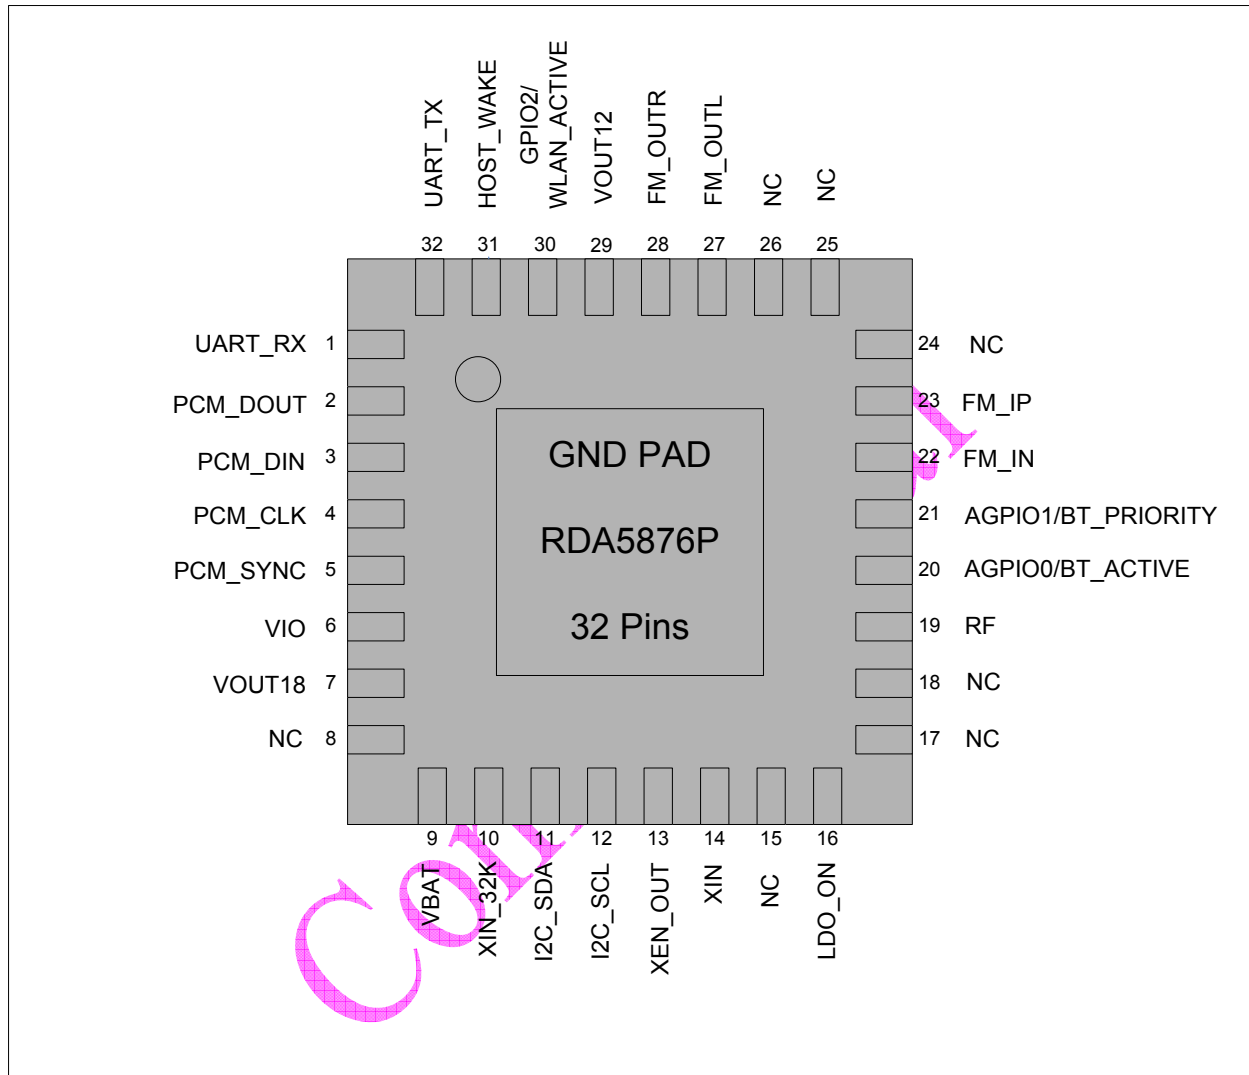 UART_TX
HOST_WAKE
GPIO2/
WLAN_ACTIVE
VOUT12
FM_OUTR
FM_OUTL
NC
NC
32 31 30 29 28 27 26 25
UART_RX 1
PCM_DOUT 2
PCM_DIN 3
PCM_CLK 4
PCM_SYNC 5
VIO 6
VOUT18 7
NC 8
GND PAD
RDA5876P
32 Pins
24 NC
23 FM_IP
22 FM_IN
21 AGPIO1/BT_PRIORITY
20 AGPIO0/BT_ACTIVE
19 RF
18 NC
17 NC
9 10 11 12 13 14 15 16
VBAT
XIN_32K
I2C_SDA
I2C_SCL
XEN_OUT
XIN
NC
LDO_ON